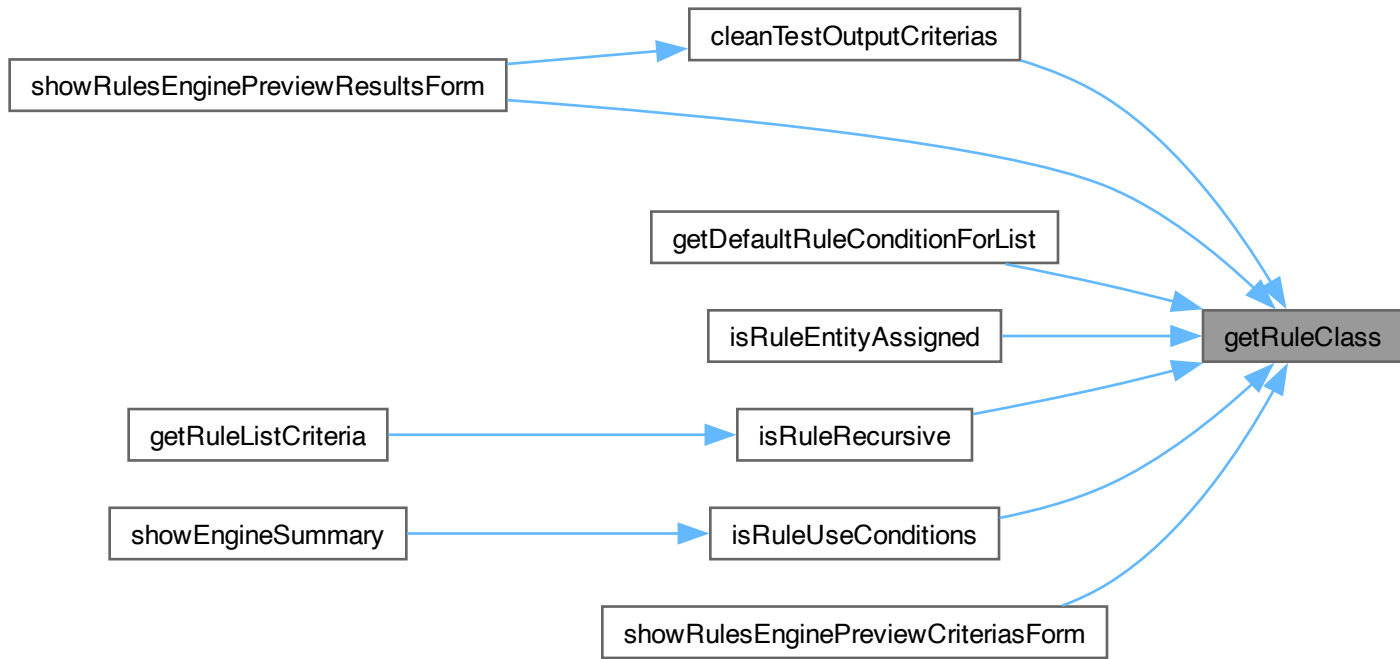 cleanTestOutputCriterias
showRulesEnginePreviewResultsForm
getDefaultRuleConditionForList
isRuleEntityAssigned
getRuleClass
getRuleListCriteria
isRuleRecursive
showEngineSummary
isRuleUseConditions
showRulesEnginePreviewCriteriasForm